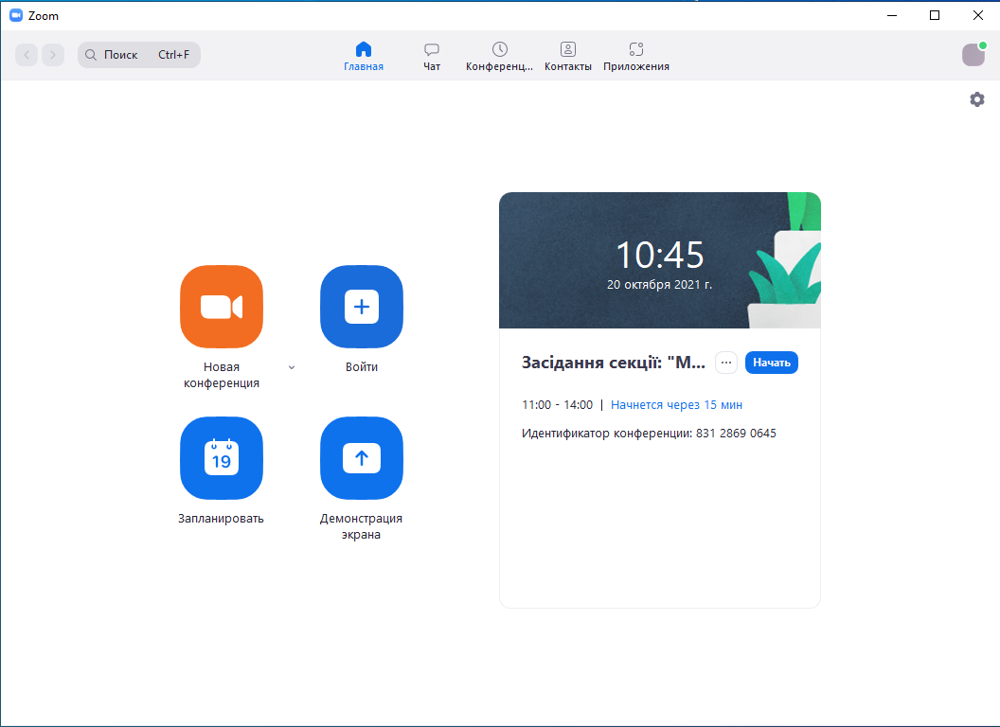 Zoom
Поиск Ctrl+F
Главная
Чат
Конференц...
Контакты
Приложения
10:45
20 октября 2021 г.
Новая
конференция
Войти
19
Запланировать
Демонстрация
экрана
Засідання секції: "М...
Начать
11:00 - 14:00 | Начнется через 15 мин
Идентификатор конференции: 831 2869 0645